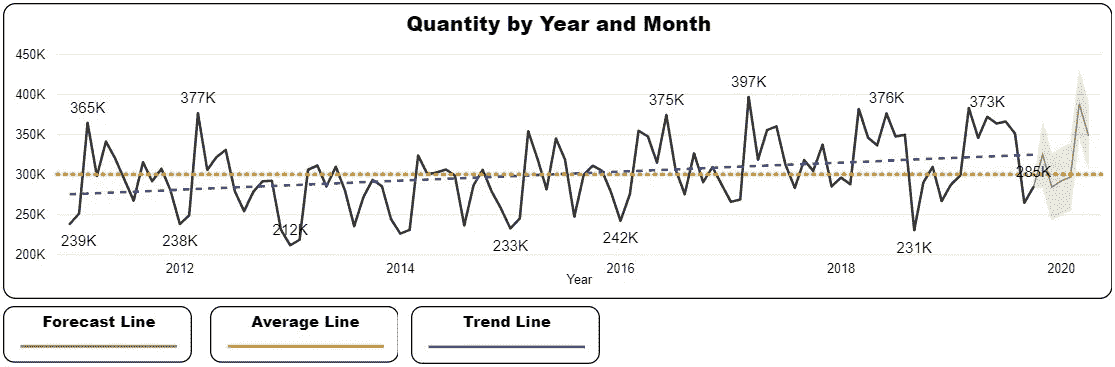 Quantity by Year and Month
450K
400K
350K
300K
250K
200K
365K
377K
375K
397K
376K
373K
285K
239K
238K
212K
233K
242K
231K
2012
2014
2016
2018
2020
Year
Forecast Line
Average Line
Trend Line